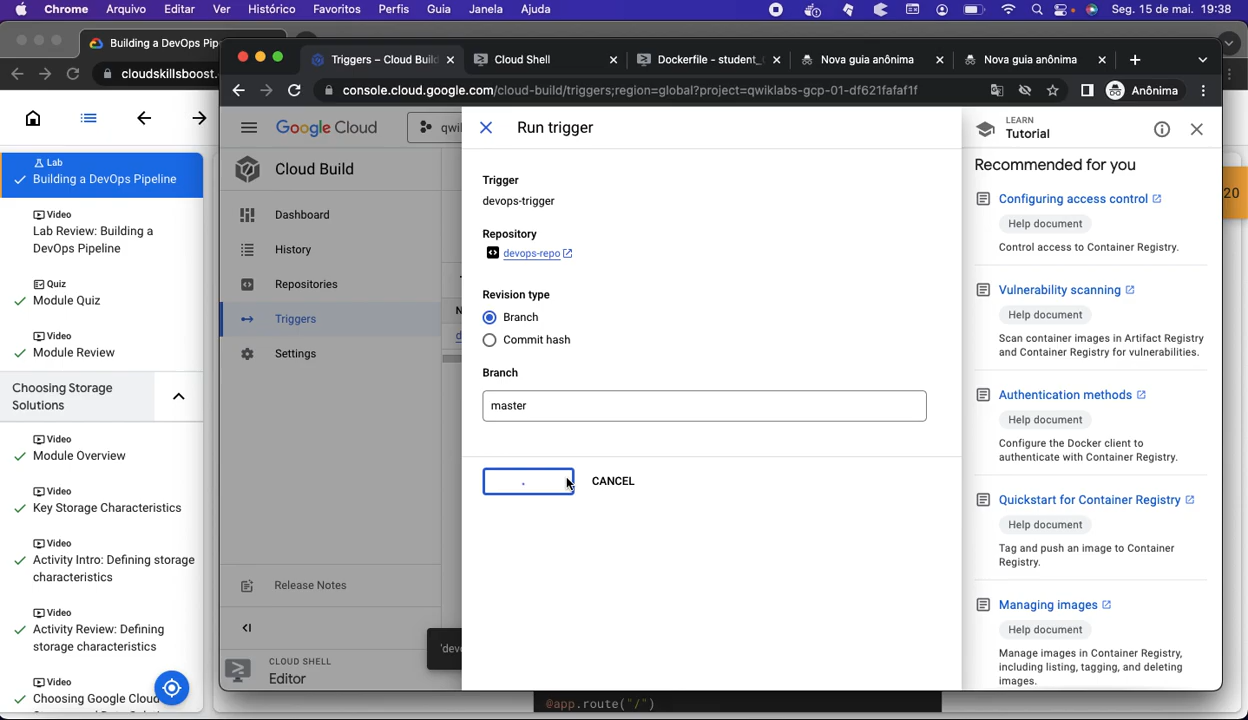 Chrome Arquivo Editar Ver Histórico Favoritos Perfis Guia Janela Ajuda Seg. 15 de mai. 19:38
Building a DevOps Pip
cloudskillsboost.
Triggers – Cloud Build
Cloud Shell
Dockerfile - student_
Nova guia anônima
Nova guia anônima
console.cloud.google.com/cloud-build/triggers;region=global?project=qwiklabs-gcp-01-df621fafaf1f
Anônima
Lab
Building a DevOps Pipeline
Video
Lab Review: Building a
DevOps Pipeline
Quiz
Module Quiz
Video
Module Review
Choosing Storage
Solutions
Video
Module Overview
Video
Key Storage Characteristics
Video
Activity Intro: Defining storage
characteristics
Video
Activity Review: Defining
storage characteristics
Video
Choosing Google Cloud
Google Cloud
qwi
Cloud Build
Dashboard
History
Repositories
Triggers
Settings
Release Notes
CLOUD SHELL
Editor
'deve
Run trigger
Trigger
devops-trigger
Repository
devops-repo
Revision type
Branch
Commit hash
Branch
master
CANCEL
LEARN
Tutorial
Recommended for you
Configuring access control
Help document
Control access to Container Registry.
Vulnerability scanning
Help document
Scan container images in Artifact Registry
and Container Registry for vulnerabilities.
Authentication methods
Help document
Configure the Docker client to
authenticate with Container Registry.
Quickstart for Container Registry
Help document
Tag and push an image to Container
Registry.
Managing images
Help document
Manage images in Container Registry,
including listing, tagging, and deleting
images.
20
@app.route("/")